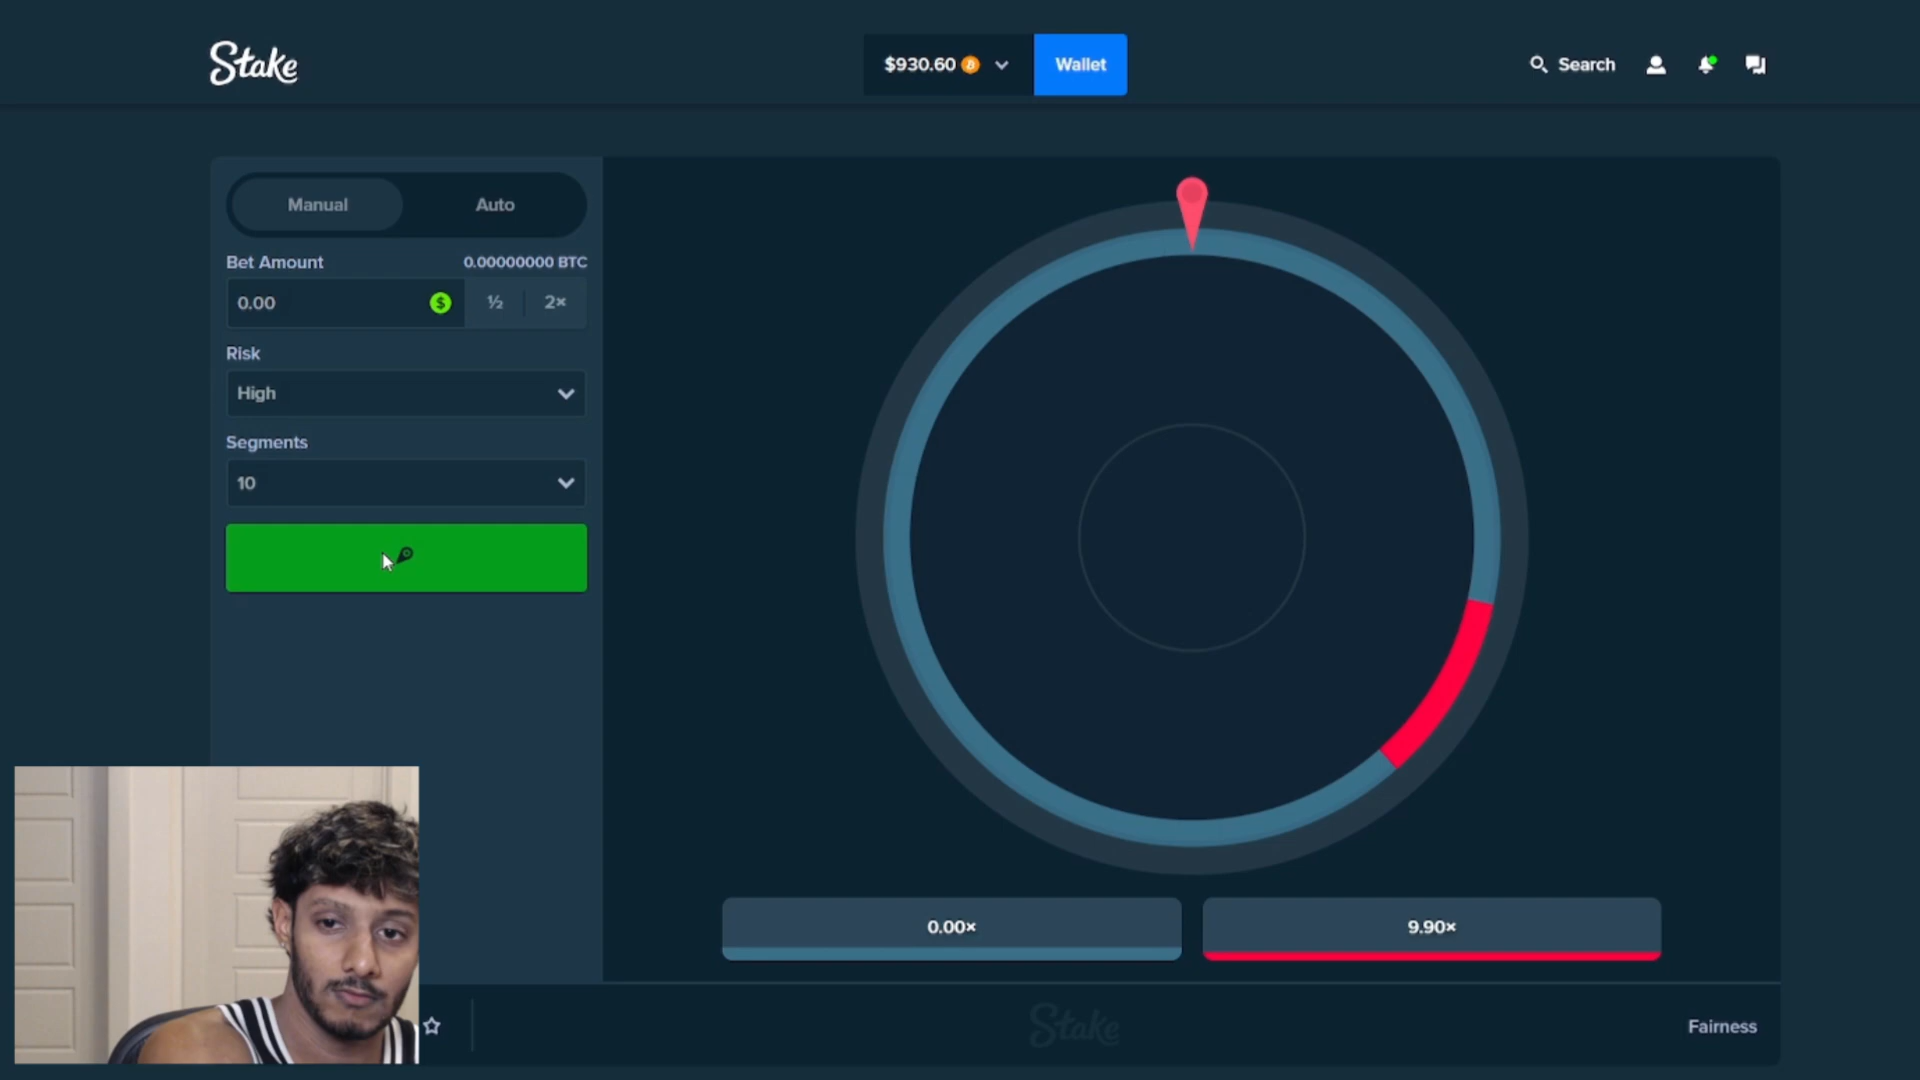 Stake
$930.60
Wallet
Search
Manual
Auto
Bet Amount
0.00000000 BTC
0.00
½
2×
Risk
High
Segments
10
0.00×
9.90×
Stake
Fairness